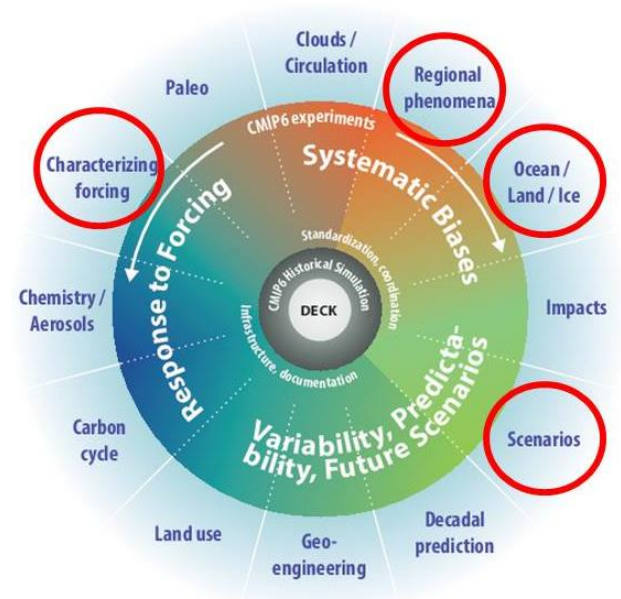 Clouds /
Circulation
Regional
phenomena
Ocean /
Land / Ice
Impacts
Scenarios
Decadal
prediction
Geo-
engineering
Land use
Carbon
cycle
Chemistry /
Aerosols
Characterizing
forcing
Paleo
CMIP6 experiments
Systematic Biases
Variability, Predicta-
bility, Future Scenarios
Response to Forcing
Standardization, coordination
Infrastructure, documentation
CMIP6 Historical Simulation
DECK